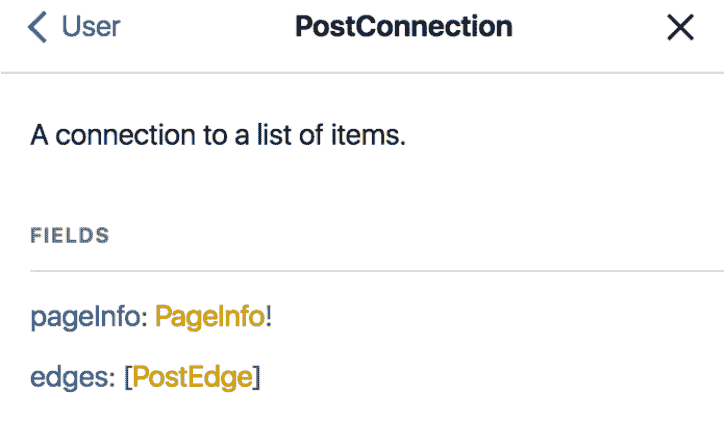 User PostConnection
A connection to a list of items.
FIELDS
pageInfo: PageInfo!
edges: [PostEdge]